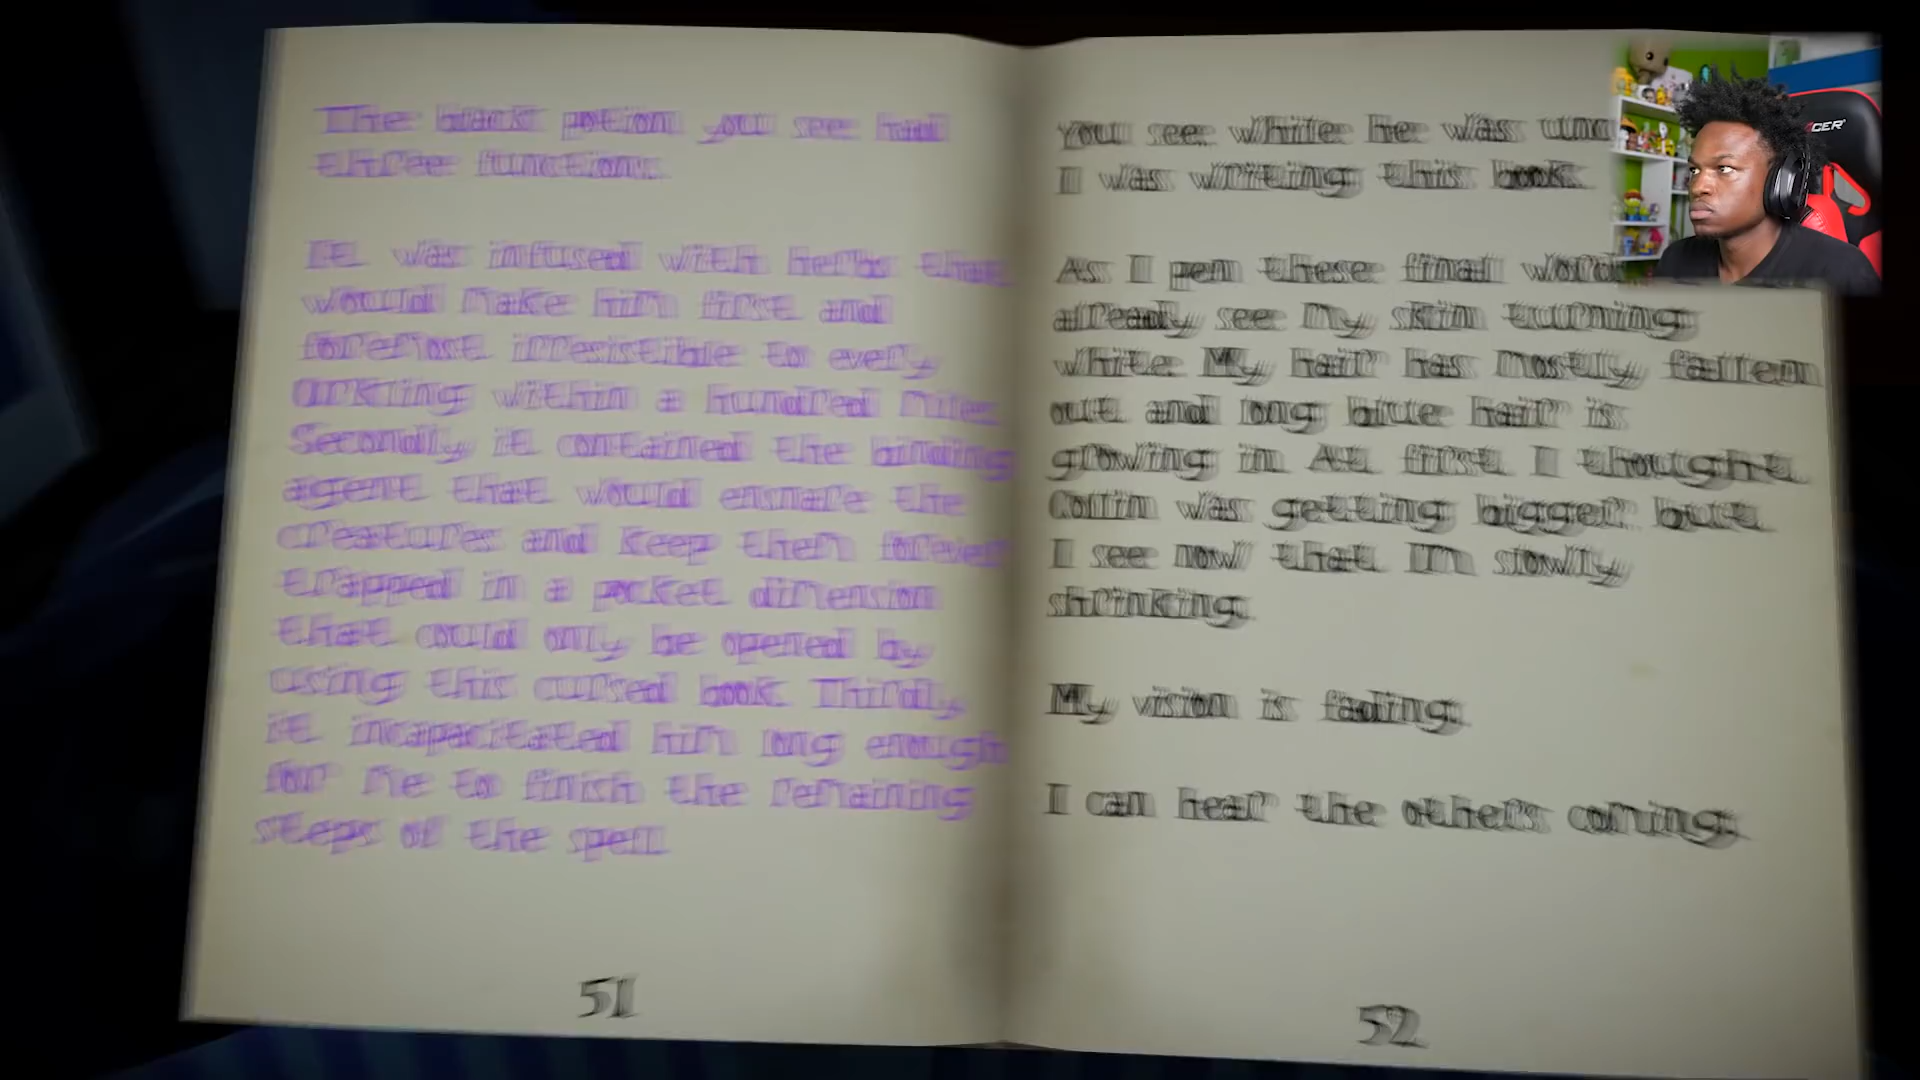 The black potion, you see, had
three functions.
It was infused with herbs that
would make him first and
foremost irresistible to every
urkling within a hundred miles.
Secondly, it contained the binding
agent that would ensnare the
creatures and keep them forever
trapped in a pocket dimension
that could only be opened by
using this cursed book. Thirdly,
it incapacitated him long enough
for me to finish the remaining
steps of the spell.
51
You see, while he was
I was writing this book.
As I pen these final
already see my skin turning
white. My hair has mostly fallen
out and long blue hair is
growing in. At first I thought
Collin was getting bigger, but
I see now that I'm slowly
shrinking.
My vision is fading.
I can hear the others coming.
52
CER